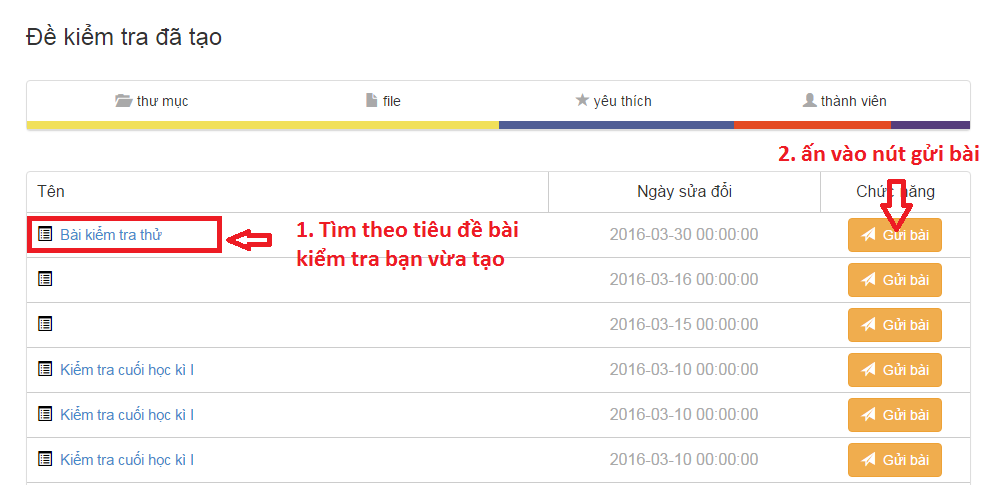 Đề kiểm tra đã tạo
thư mục file yêu thích thành viên
2. ấn vào nút gửi bài
Tên Ngày sửa đổi Chức năng
Bài kiểm tra thử 2016-03-30 00:00:00 Gửi bài
1. Tìm theo tiêu đề bài
kiểm tra bạn vừa tạo
2016-03-16 00:00:00 Gửi bài
2016-03-15 00:00:00 Gửi bài
Kiểm tra cuối học kì I 2016-03-10 00:00:00 Gửi bài
Kiểm tra cuối học kì I 2016-03-10 00:00:00 Gửi bài
Kiểm tra cuối học kì I 2016-03-10 00:00:00 Gửi bài